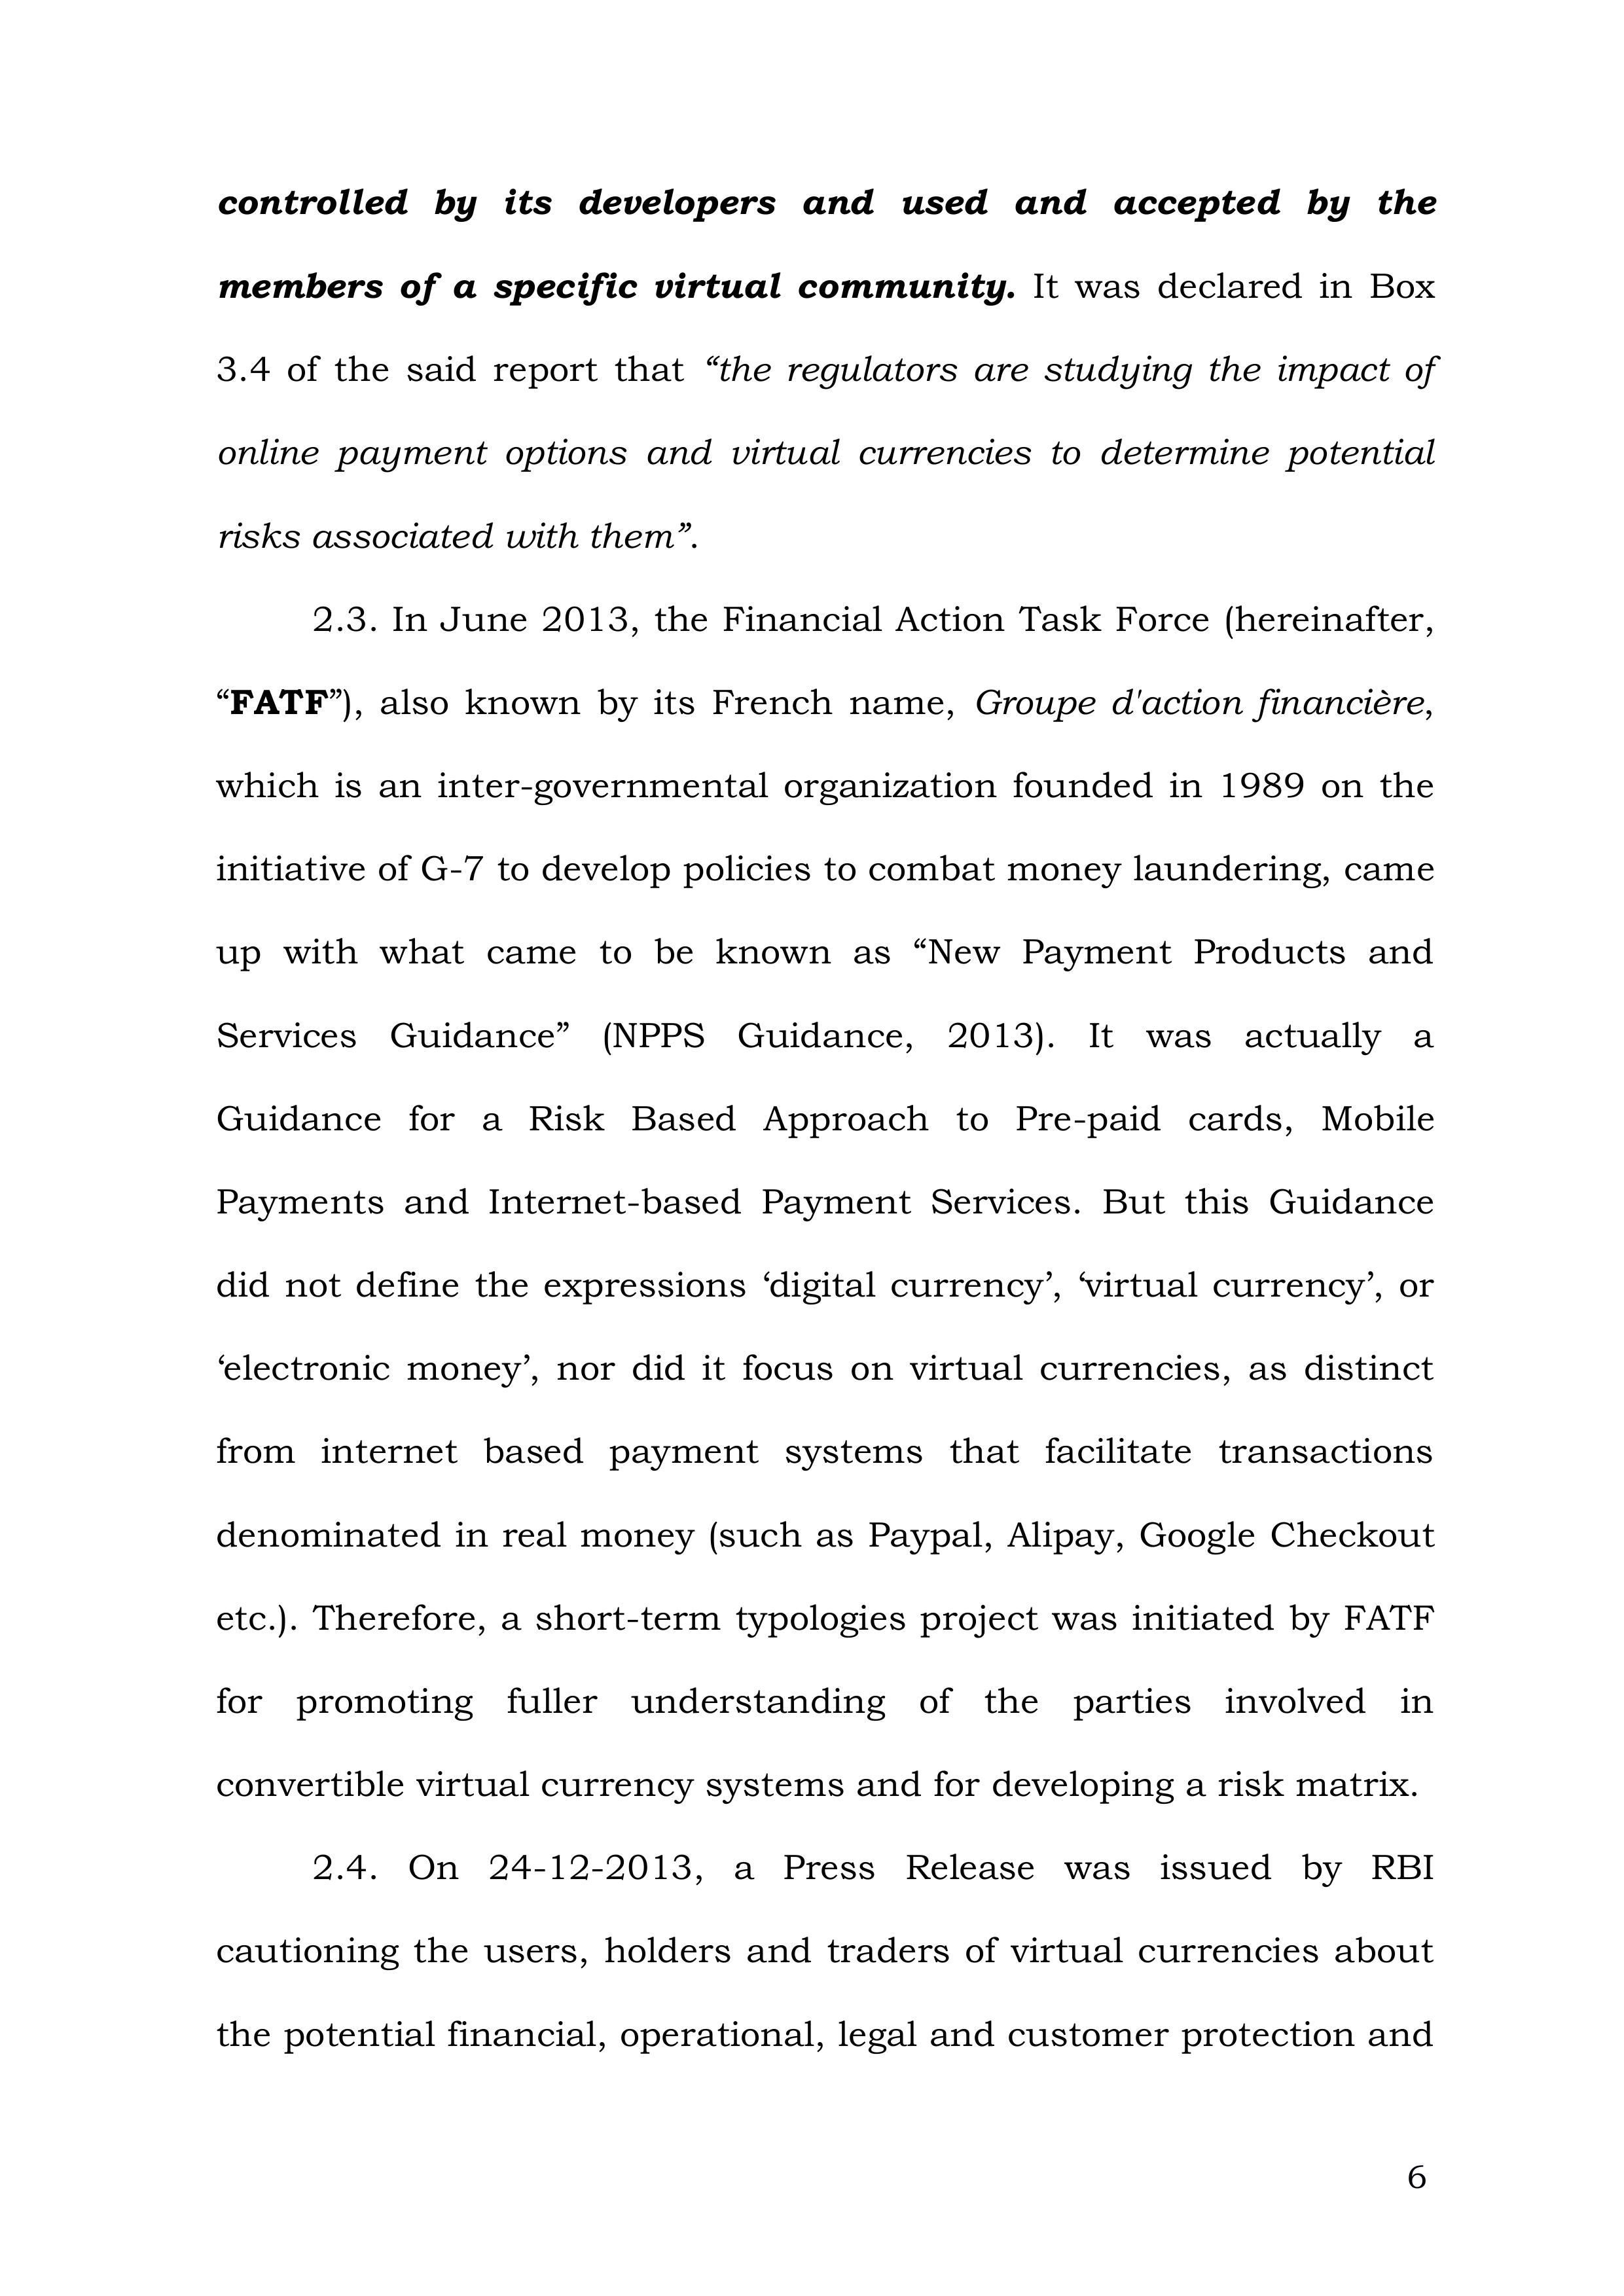 controlled by its developers and used and accepted by the
members of a specific virtual community. It was declared in Box
3.4 of the said report that “the regulators are studying the impact of
online payment options and virtual currencies to determine potential
risks associated with them”.
2.3. In June 2013, the Financial Action Task Force (hereinafter,
“FATF”), also known by its French name, Groupe d'action financière,
which is an inter-governmental organization founded in 1989 on the
initiative of G-7 to develop policies to combat money laundering, came
up with what came to be known as “New Payment Products and
Services Guidance” (NPPS Guidance, 2013). It was actually a
Guidance for a Risk Based Approach to Pre-paid cards, Mobile
Payments and Internet-based Payment Services. But this Guidance
did not define the expressions ‘digital currency’, ‘virtual currency’, or
‘electronic money’, nor did it focus on virtual currencies, as distinct
from internet based payment systems that facilitate transactions
denominated in real money (such as Paypal, Alipay, Google Checkout
etc.). Therefore, a short-term typologies project was initiated by FATF
for promoting fuller understanding of the parties involved in
convertible virtual currency systems and for developing a risk matrix.
2.4. On 24-12-2013, a Press Release was issued by RBI
cautioning the users, holders and traders of virtual currencies about
the potential financial, operational, legal and customer protection and
6